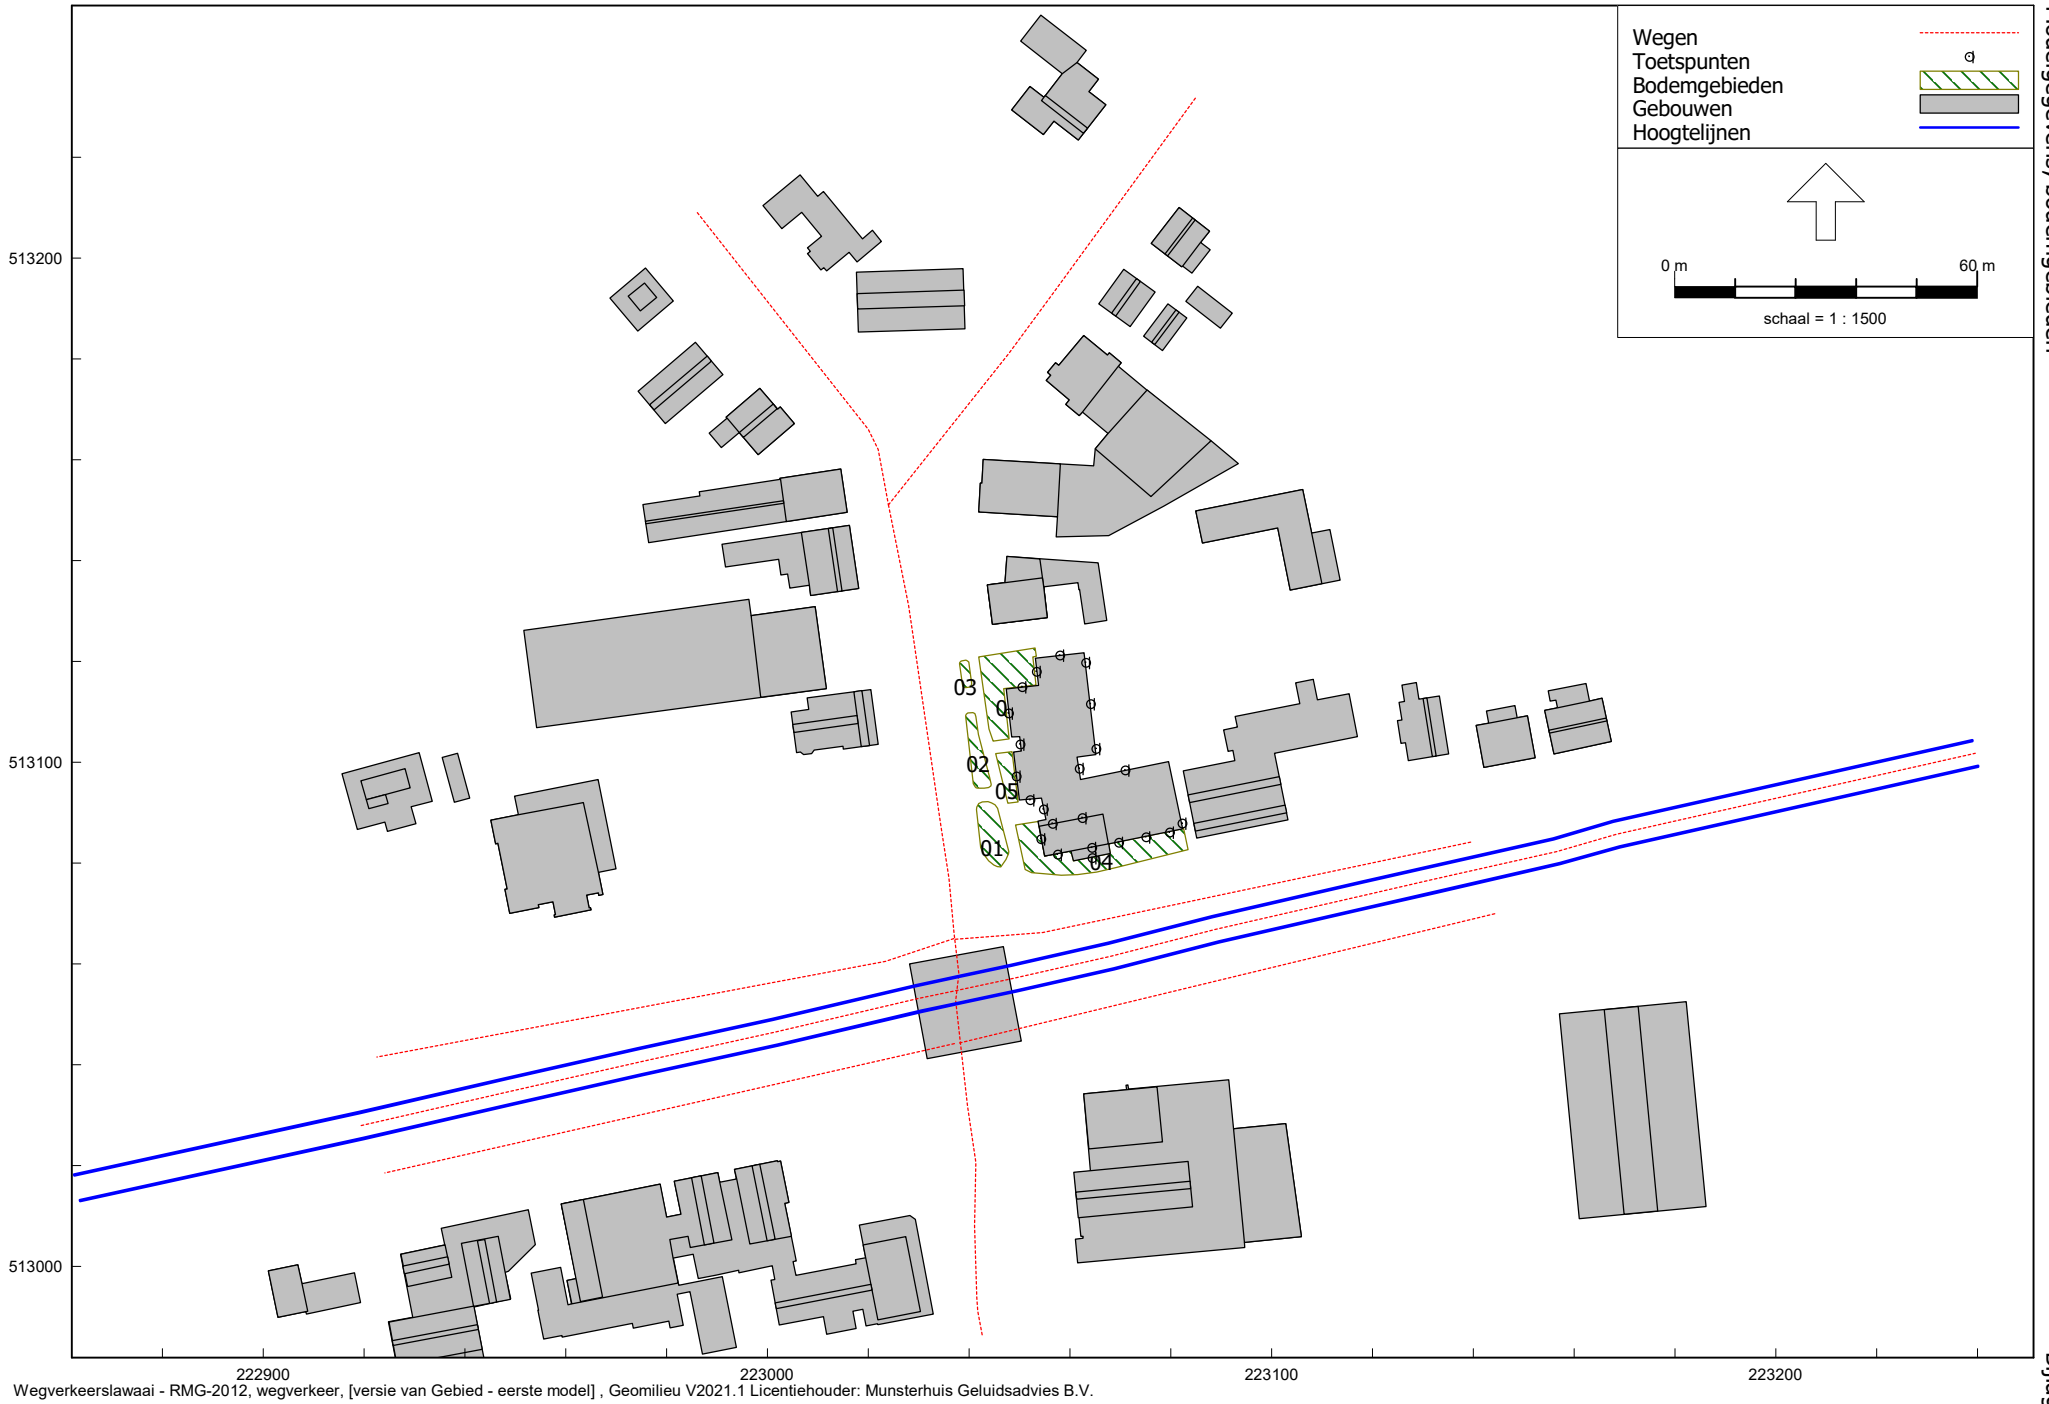 Wegen
Toetspunten
Bodemgebieden
Gebouwen
Hoogtelijnen
0 m 60 m
schaal = 1 : 1500
513200
513100
513000
03
0
02
05
01
04
222900 223000 223100 223200
Wegverkeerslawaai - RMG-2012, wegverkeer, [versie van Gebied - eerste model] , Geomilieu V2021.1 Licentiehouder: Munsterhuis Geluidsadvies B.V.